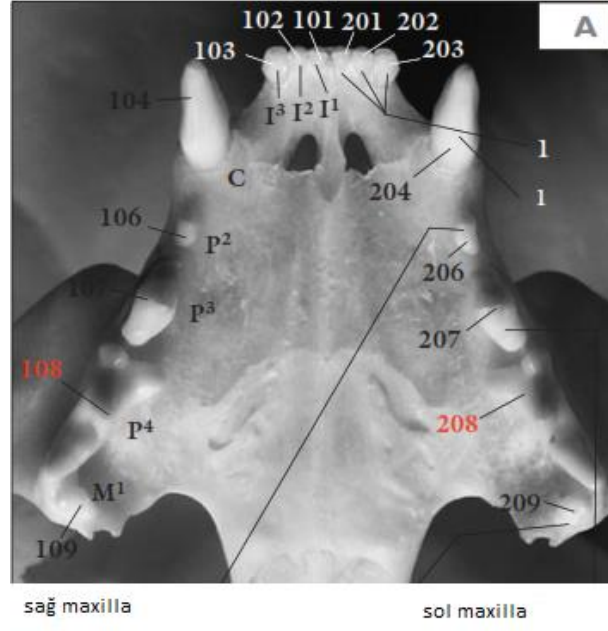 A
102 101 201 202
103 203
104
I³ I² I¹
1
C 204 1
106 P² 206
107 P³ 207
108 P⁴ 208
M¹ 209
109
sağ maxilla sol maxilla